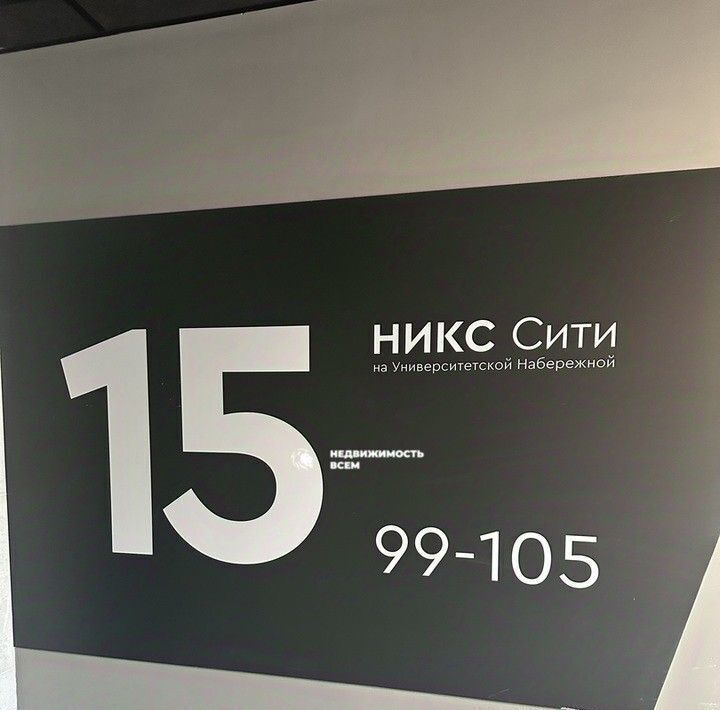 15
НИКС Сити
на Университетской Набережной
НЕДВИЖИМОСТЬ
ВСЕМ
99-105